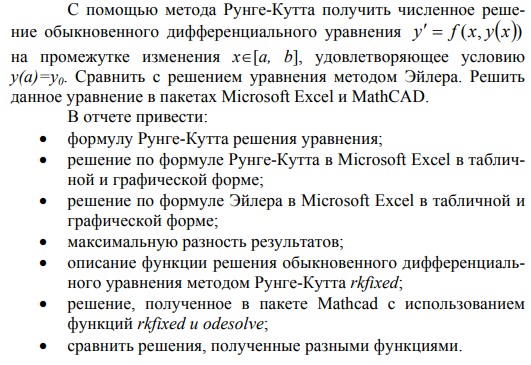 С помощью метода Рунге-Кутта получить численное реше-
ние обыкновенного дифференциального уравнения y′ = f(x, y(x))
на промежутке изменения x∈[a, b], удовлетворяющее условию
y(a)=y₀. Сравнить с решением уравнения методом Эйлера. Решить
данное уравнение в пакетах Microsoft Excel и MathCAD.
В отчете привести:
• формулу Рунге-Кутта решения уравнения;
• решение по формуле Рунге-Кутта в Microsoft Excel в таблич-
ной и графической форме;
• решение по формуле Эйлера в Microsoft Excel в табличной и
графической форме;
• максимальную разность результатов;
• описание функции решения обыкновенного дифференциаль-
ного уравнения методом Рунге-Кутта rkfixed;
• решение, полученное в пакете Mathcad с использованием
функций rkfixed и odesolve;
• сравнить решения, полученные разными функциями.